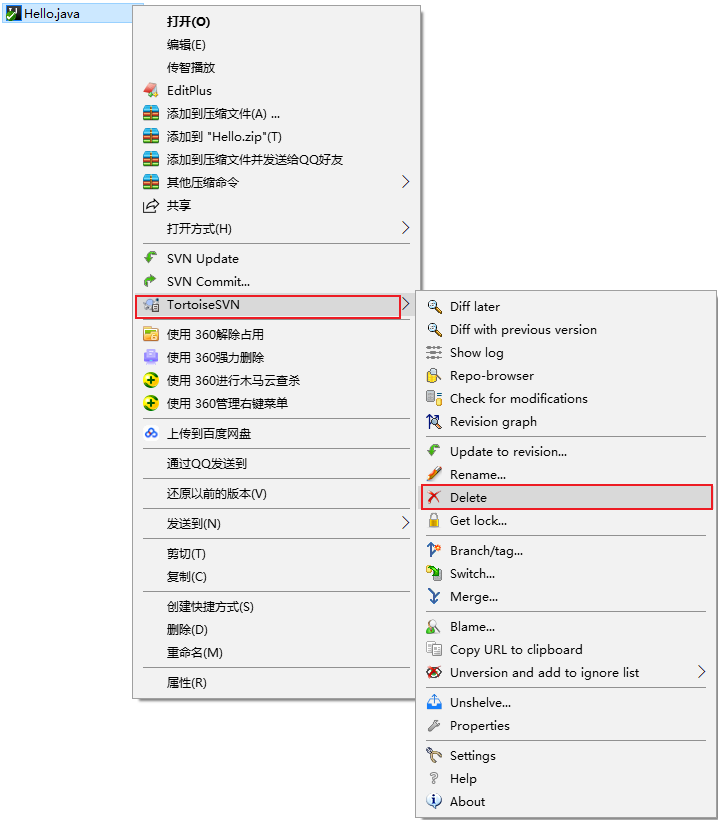 Hello.java
打开(O)
编辑(E)
传智播放
EditPlus
添加到压缩文件(A) ...
添加到 "Hello.zip"(T)
添加到压缩文件并发送给QQ好友
其他压缩命令
共享
打开方式(H)
SVN Update
SVN Commit...
TortoiseSVN
使用 360解除占用
使用 360强力删除
使用 360进行木马云查杀
使用 360管理右键菜单
上传到百度网盘
通过QQ发送到
还原以前的版本(V)
发送到(N)
剪切(T)
复制(C)
创建快捷方式(S)
删除(D)
重命名(M)
属性(R)
Diff later
Diff with previous version
Show log
Repo-browser
Check for modifications
Revision graph
Update to revision...
Rename...
Delete
Get lock...
Branch/tag...
Switch...
Merge...
Blame...
Copy URL to clipboard
Unversion and add to ignore list
Unshelve...
Properties
Settings
Help
About